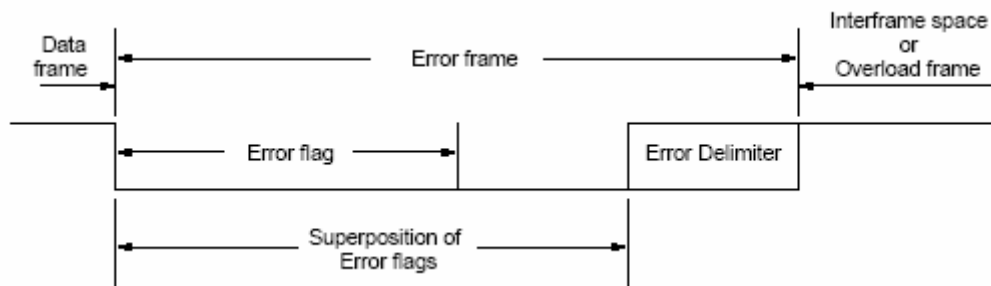 Data
frame
Error frame
Interframe space
or
Overload frame
Error flag
Error Delimiter
Superposition of
Error flags